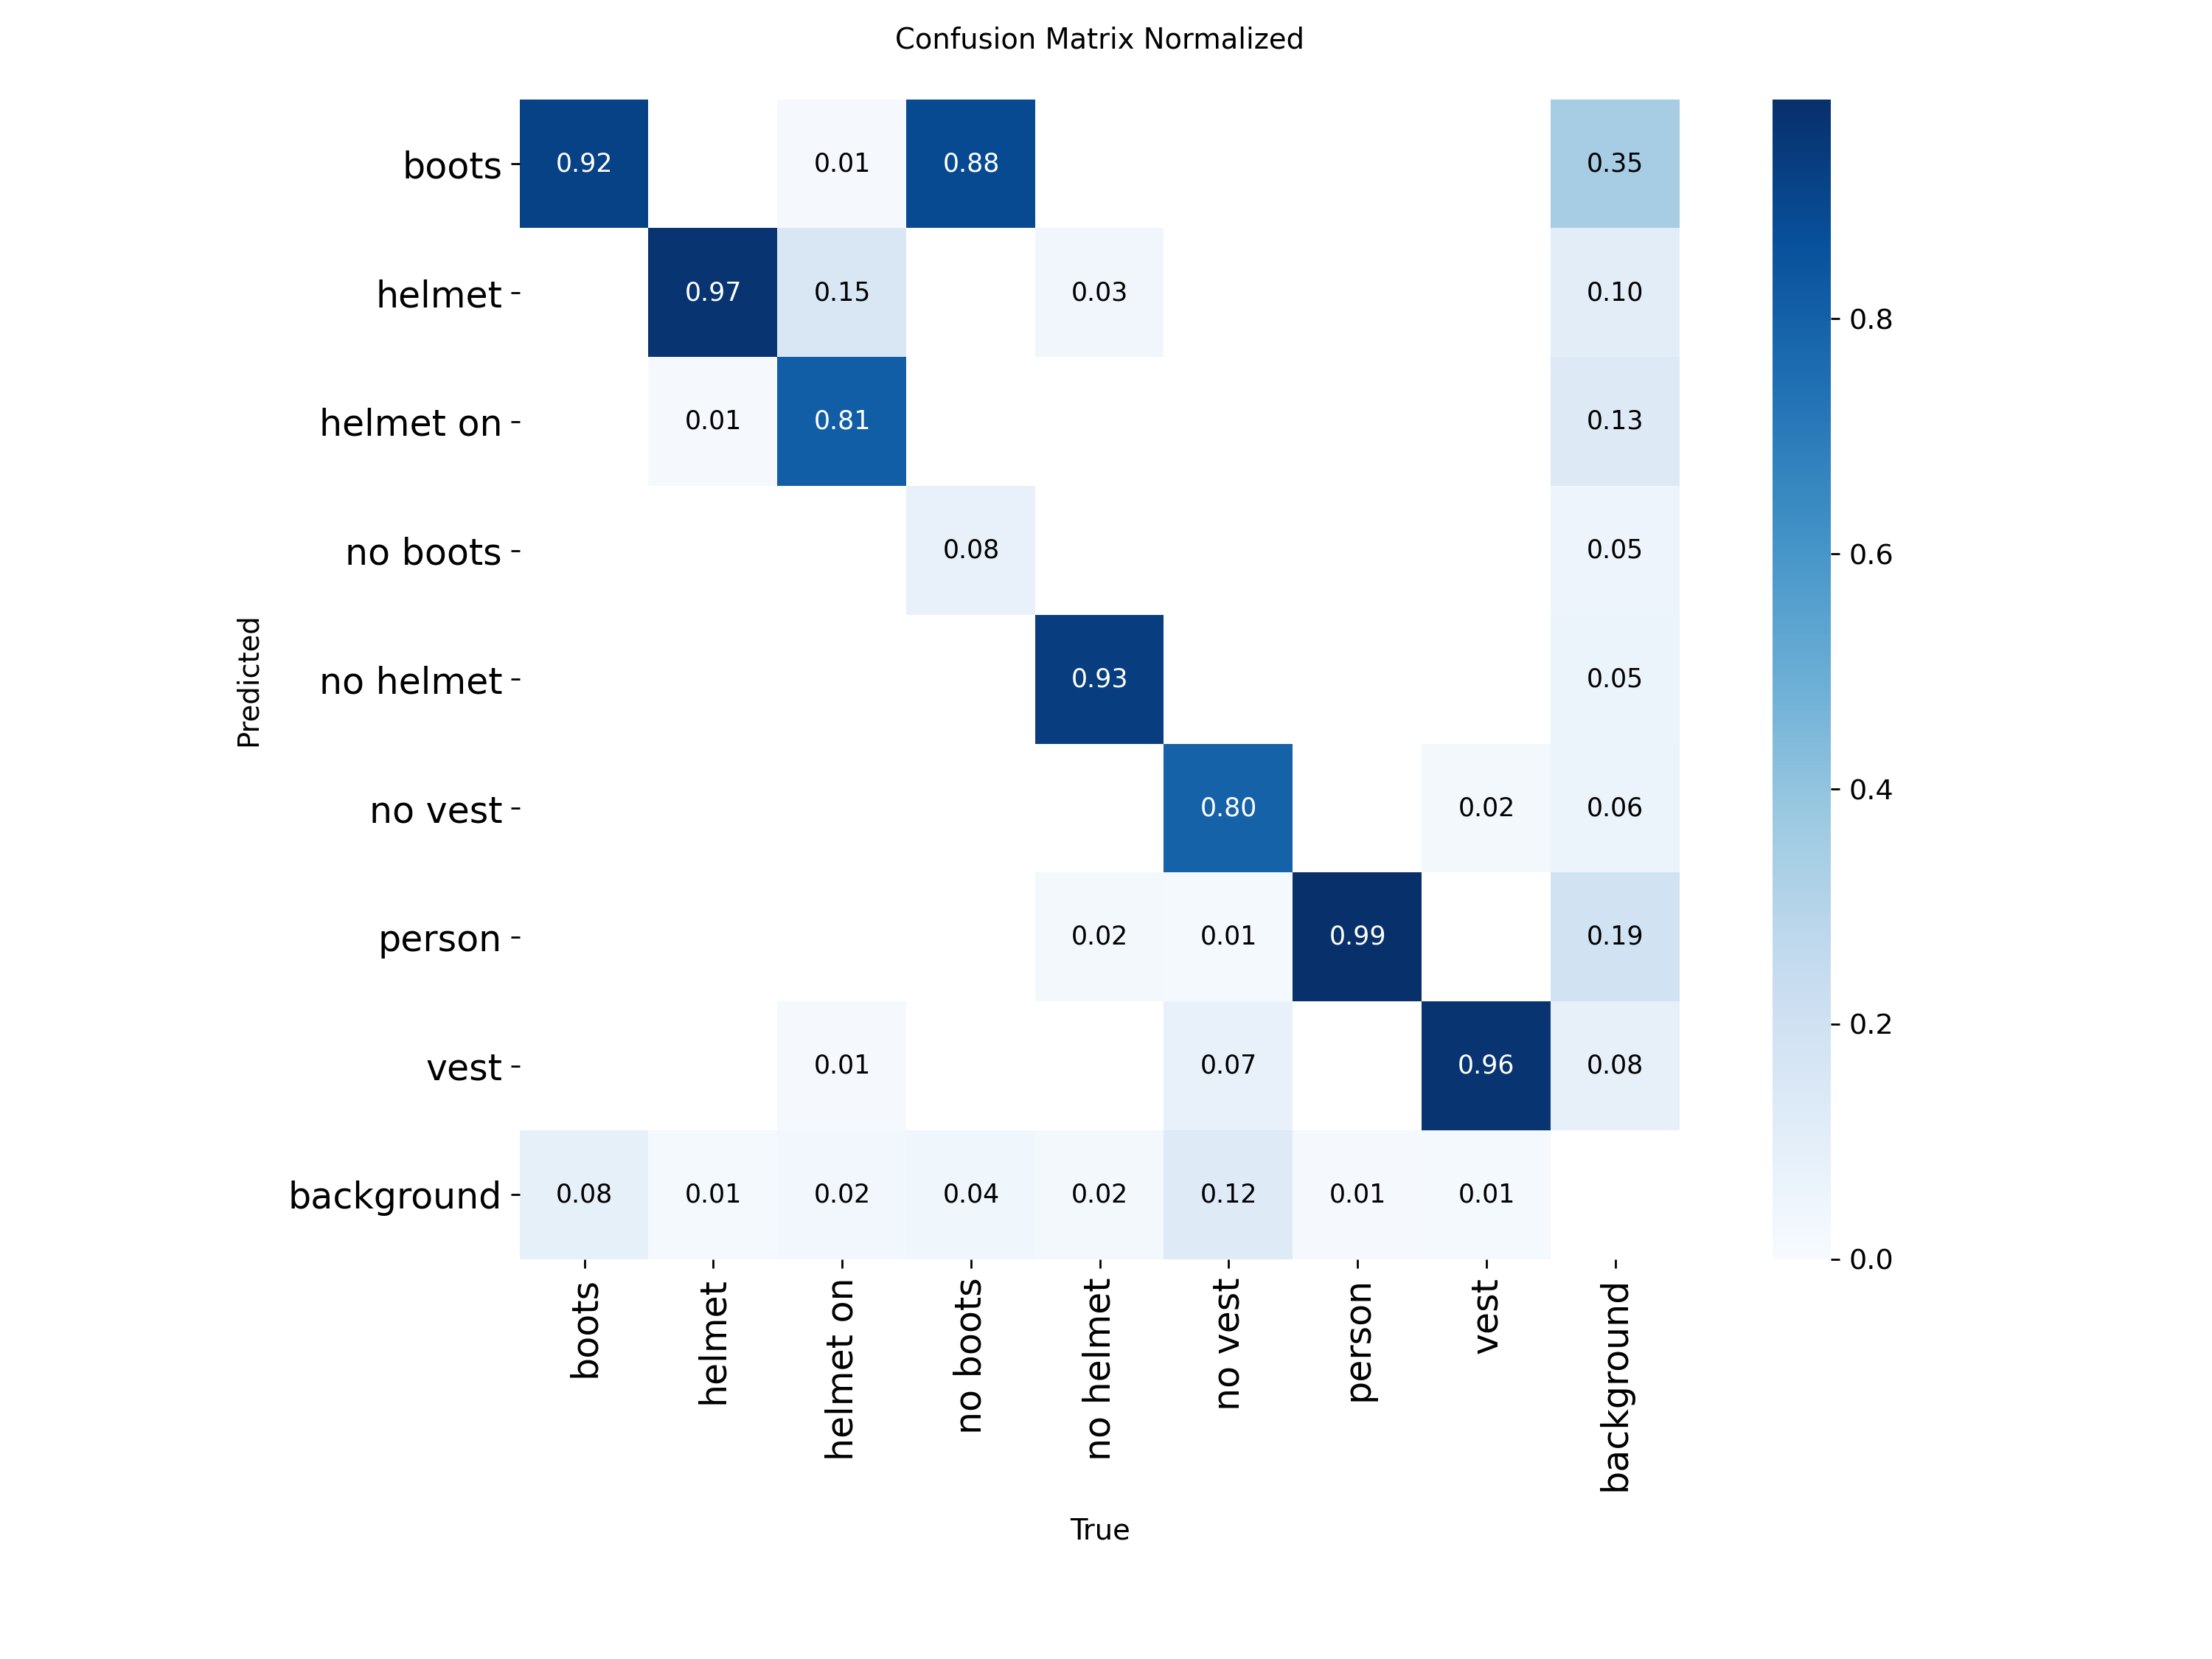 Confusion Matrix Normalized
boots 0.92 0.01 0.88 0.35
helmet 0.97 0.15 0.03 0.10
0.8
helmet on 0.01 0.81 0.13
no boots 0.08 0.05
0.6
Predicted
no helmet 0.93 0.05
no vest 0.80 0.02 0.06
0.4
person 0.02 0.01 0.99 0.19
0.2
vest 0.01 0.07 0.96 0.08
background 0.08 0.01 0.02 0.04 0.02 0.12 0.01 0.01
0.0
boots helmet helmet on no boots no helmet no vest person vest background
True